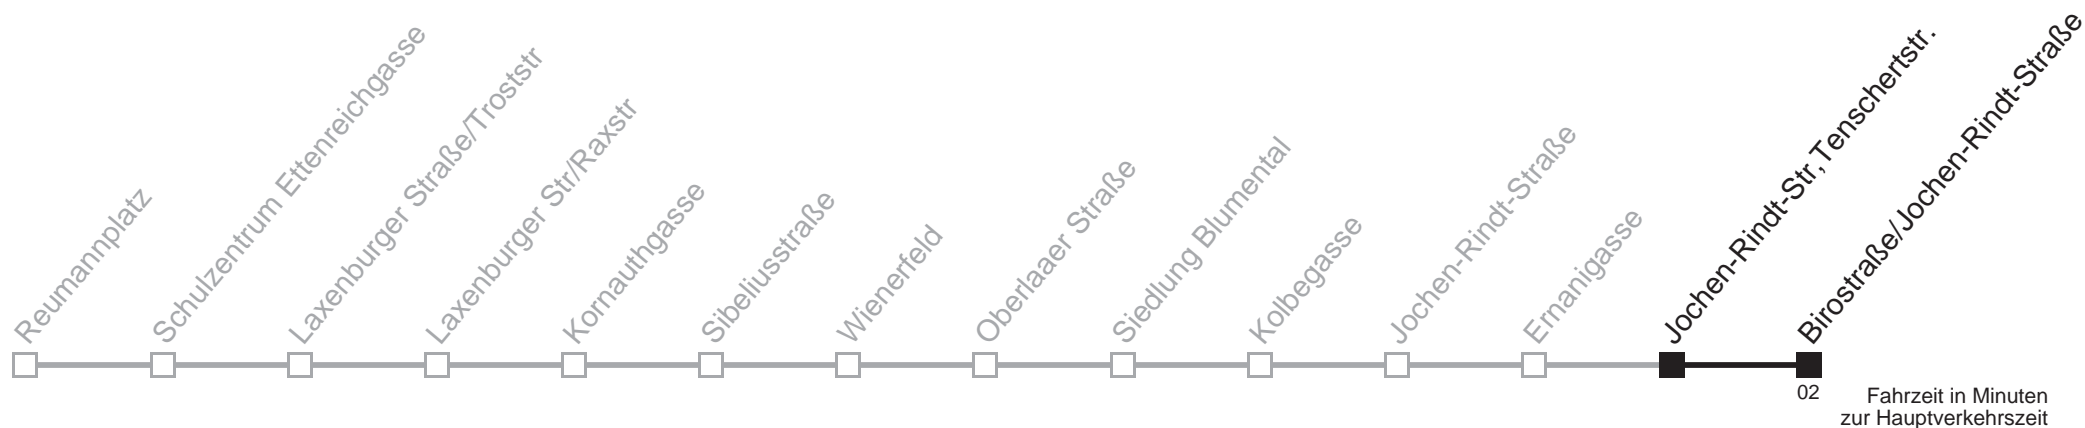 Reumannplatz
Schulzentrum Ettenreichgasse
Laxenburger Straße/Troststr
Laxenburger Str/Raxstr
Kornauthgasse
Sibeliusstraße
Wienerfeld
Oberlaaer Straße
Siedlung Blumental
Kolbegasse
Jochen-Rindt-Straße
Ernanigasse
Jochen-Rindt-Str,Tenschertstr.
Birostraße/Jochen-Rindt-Straße
02
Fahrzeit in Minuten
zur Hauptverkehrszeit